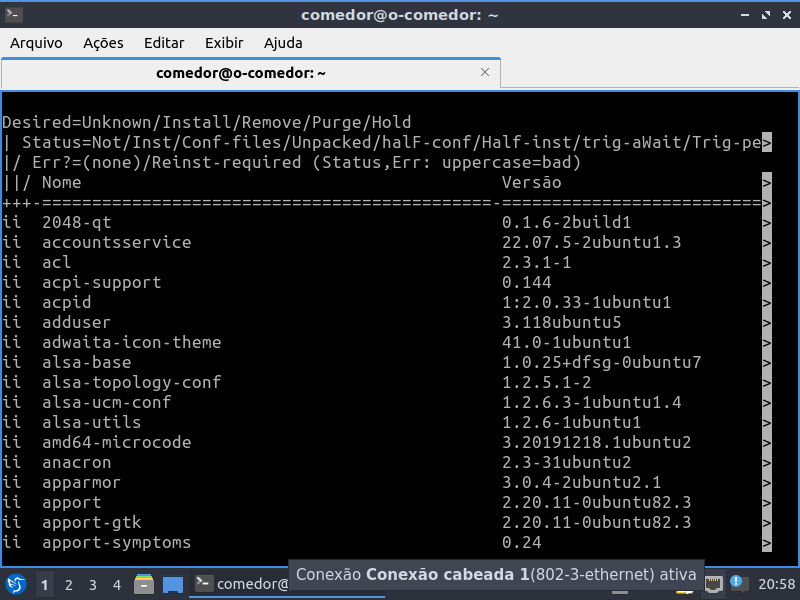 comedor@o-comedor: ~
Arquivo Ações Editar Exibir Ajuda
comedor@o-comedor: ~ ×
Desired=Unknown/Install/Remove/Purge/Hold
| Status=Not/Inst/Conf-files/Unpacked/halF-conf/Half-inst/trig-aWait/Trig-pe>
|/ Err?=(none)/Reinst-required (Status,Err: uppercase=bad)
||/ Nome Versão >
+++-=============================================-==========================>
ii 2048-qt 0.1.6-2build1 >
ii accountsservice 22.07.5-2ubuntu1.3 >
ii acl 2.3.1-1 >
ii acpi-support 0.144 >
ii acpid 1:2.0.33-1ubuntu1 >
ii adduser 3.118ubuntu5 >
ii adwaita-icon-theme 41.0-1ubuntu1 >
ii alsa-base 1.0.25+dfsg-0ubuntu7 >
ii alsa-topology-conf 1.2.5.1-2 >
ii alsa-ucm-conf 1.2.6.3-1ubuntu1.4 >
ii alsa-utils 1.2.6-1ubuntu1 >
ii amd64-microcode 3.20191218.1ubuntu2 >
ii anacron 2.3-31ubuntu2 >
ii apparmor 3.0.4-2ubuntu2.1 >
ii apport 2.20.11-0ubuntu82.3 >
ii apport-gtk 2.20.11-0ubuntu82.3 >
ii apport-symptoms 0.24 >
Conexão Conexão cabeada 1(802-3-ethernet) ativa
1 2 3 4 comedor@ 20:58